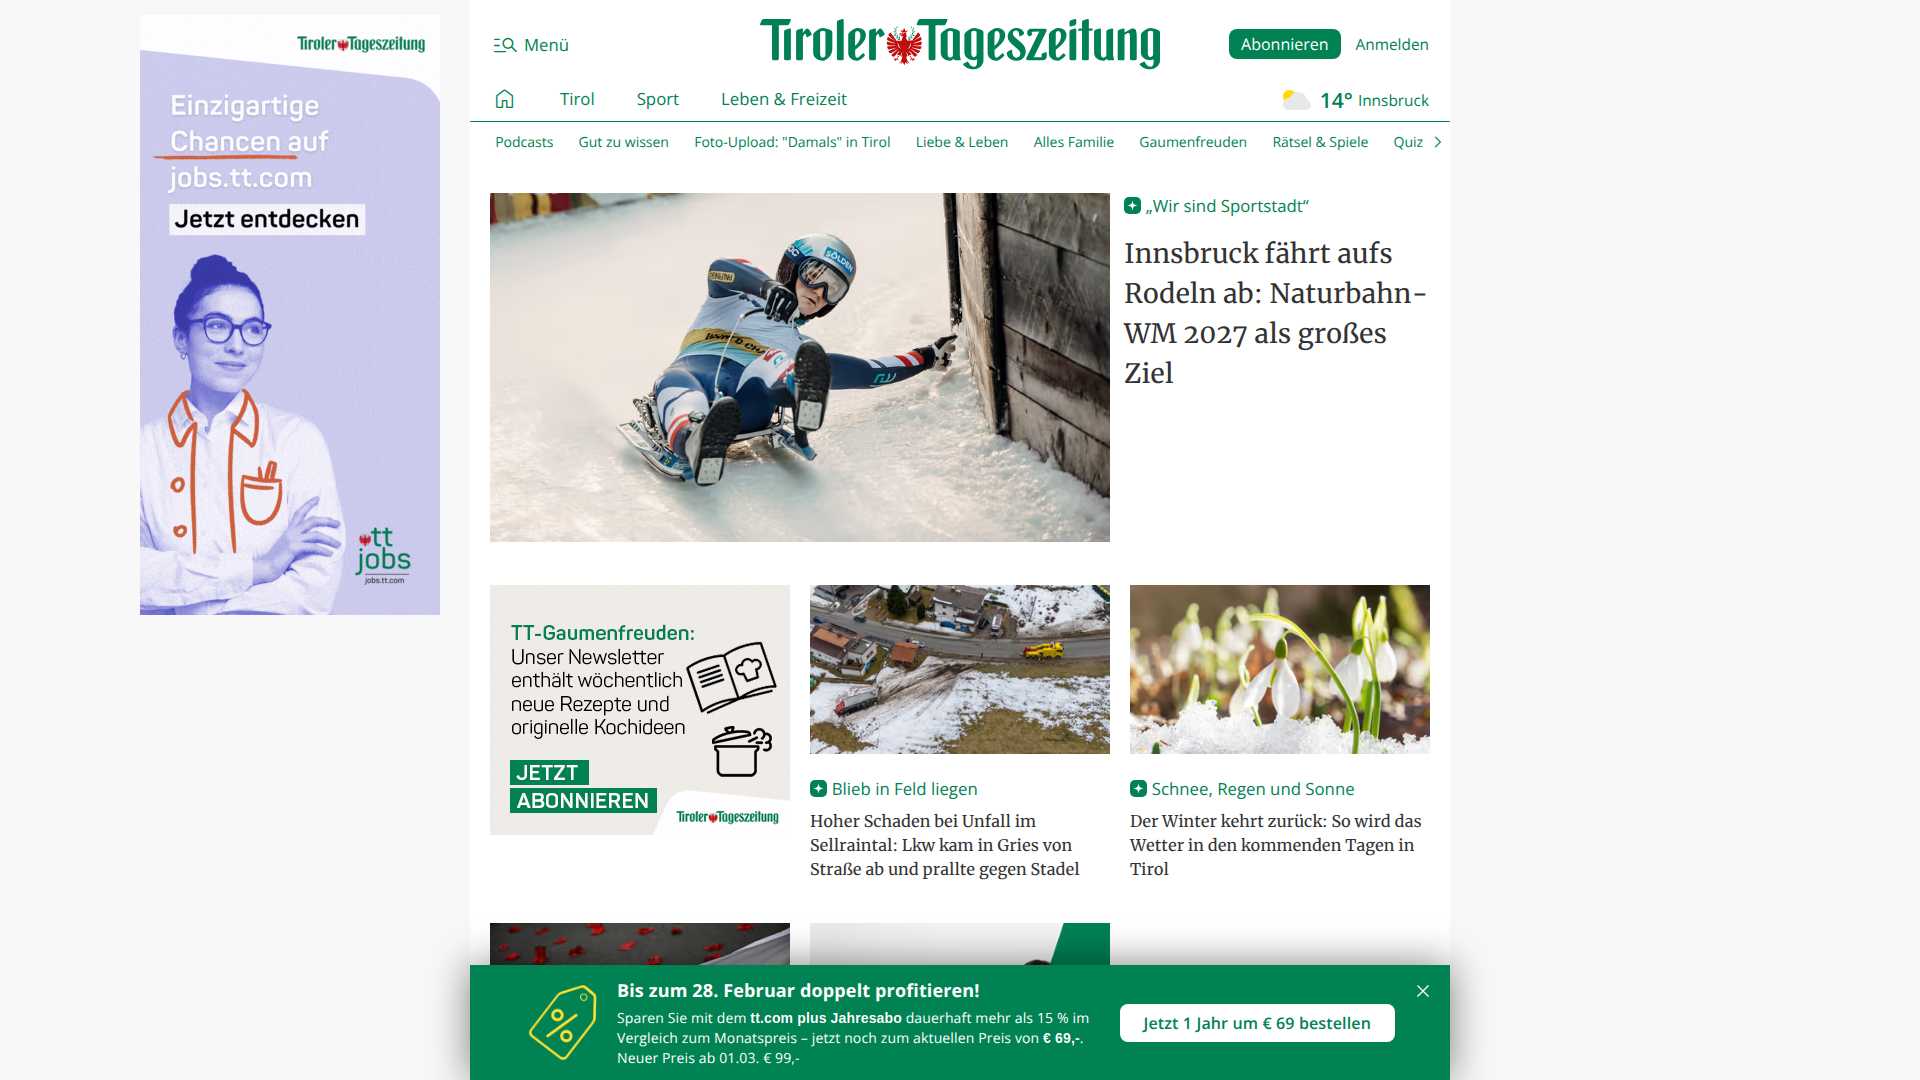 Tiroler Tageszeitung
Einzigartige
Chancen auf
jobs.tt.com
Jetzt entdecken
tt
jobs
jobs.tt.com
Menü
Tiroler Tageszeitung
Abonnieren
Anmelden
Tirol
Sport
Leben & Freizeit
14° Innsbruck
Podcasts
Gut zu wissen
Foto-Upload: "Damals" in Tirol
Liebe & Leben
Alles Familie
Gaumenfreuden
Rätsel & Spiele
Quiz
SÖLDEN
„Wir sind Sportstadt“
Innsbruck fährt aufs
Rodeln ab: Naturbahn-
WM 2027 als großes
Ziel
TT-Gaumenfreuden:
Unser Newsletter
enthält wöchentlich
neue Rezepte und
originelle Kochideen
JETZT
ABONNIEREN
Tiroler Tageszeitung
Blieb in Feld liegen
Hoher Schaden bei Unfall im
Sellraintal: Lkw kam in Gries von
Straße ab und prallte gegen Stadel
Schnee, Regen und Sonne
Der Winter kehrt zurück: So wird das
Wetter in den kommenden Tagen in
Tirol
Bis zum 28. Februar doppelt profitieren!
Sparen Sie mit dem tt.com plus Jahresabo dauerhaft mehr als 15 % im
Vergleich zum Monatspreis – jetzt noch zum aktuellen Preis von € 69,-.
Neuer Preis ab 01.03. € 99,-
Jetzt 1 Jahr um € 69 bestellen